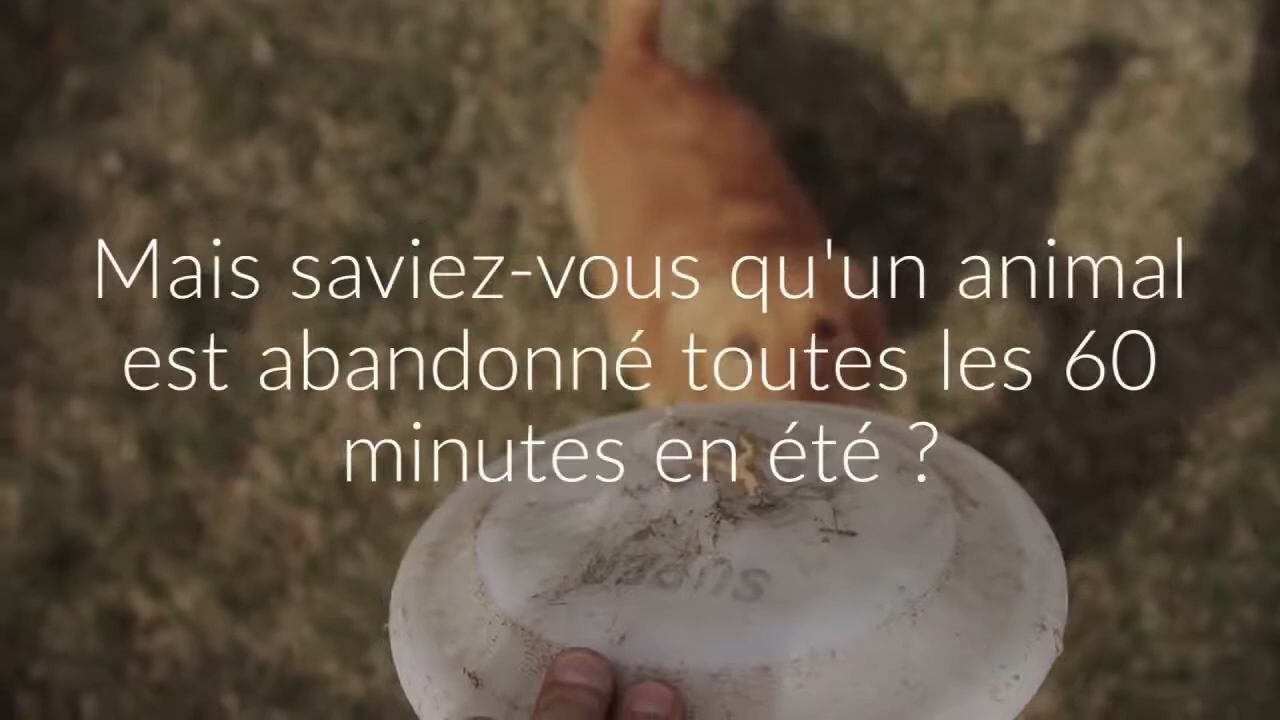 Mais saviez-vous qu'un animal
est abandonné toutes les 60
minutes en été ?